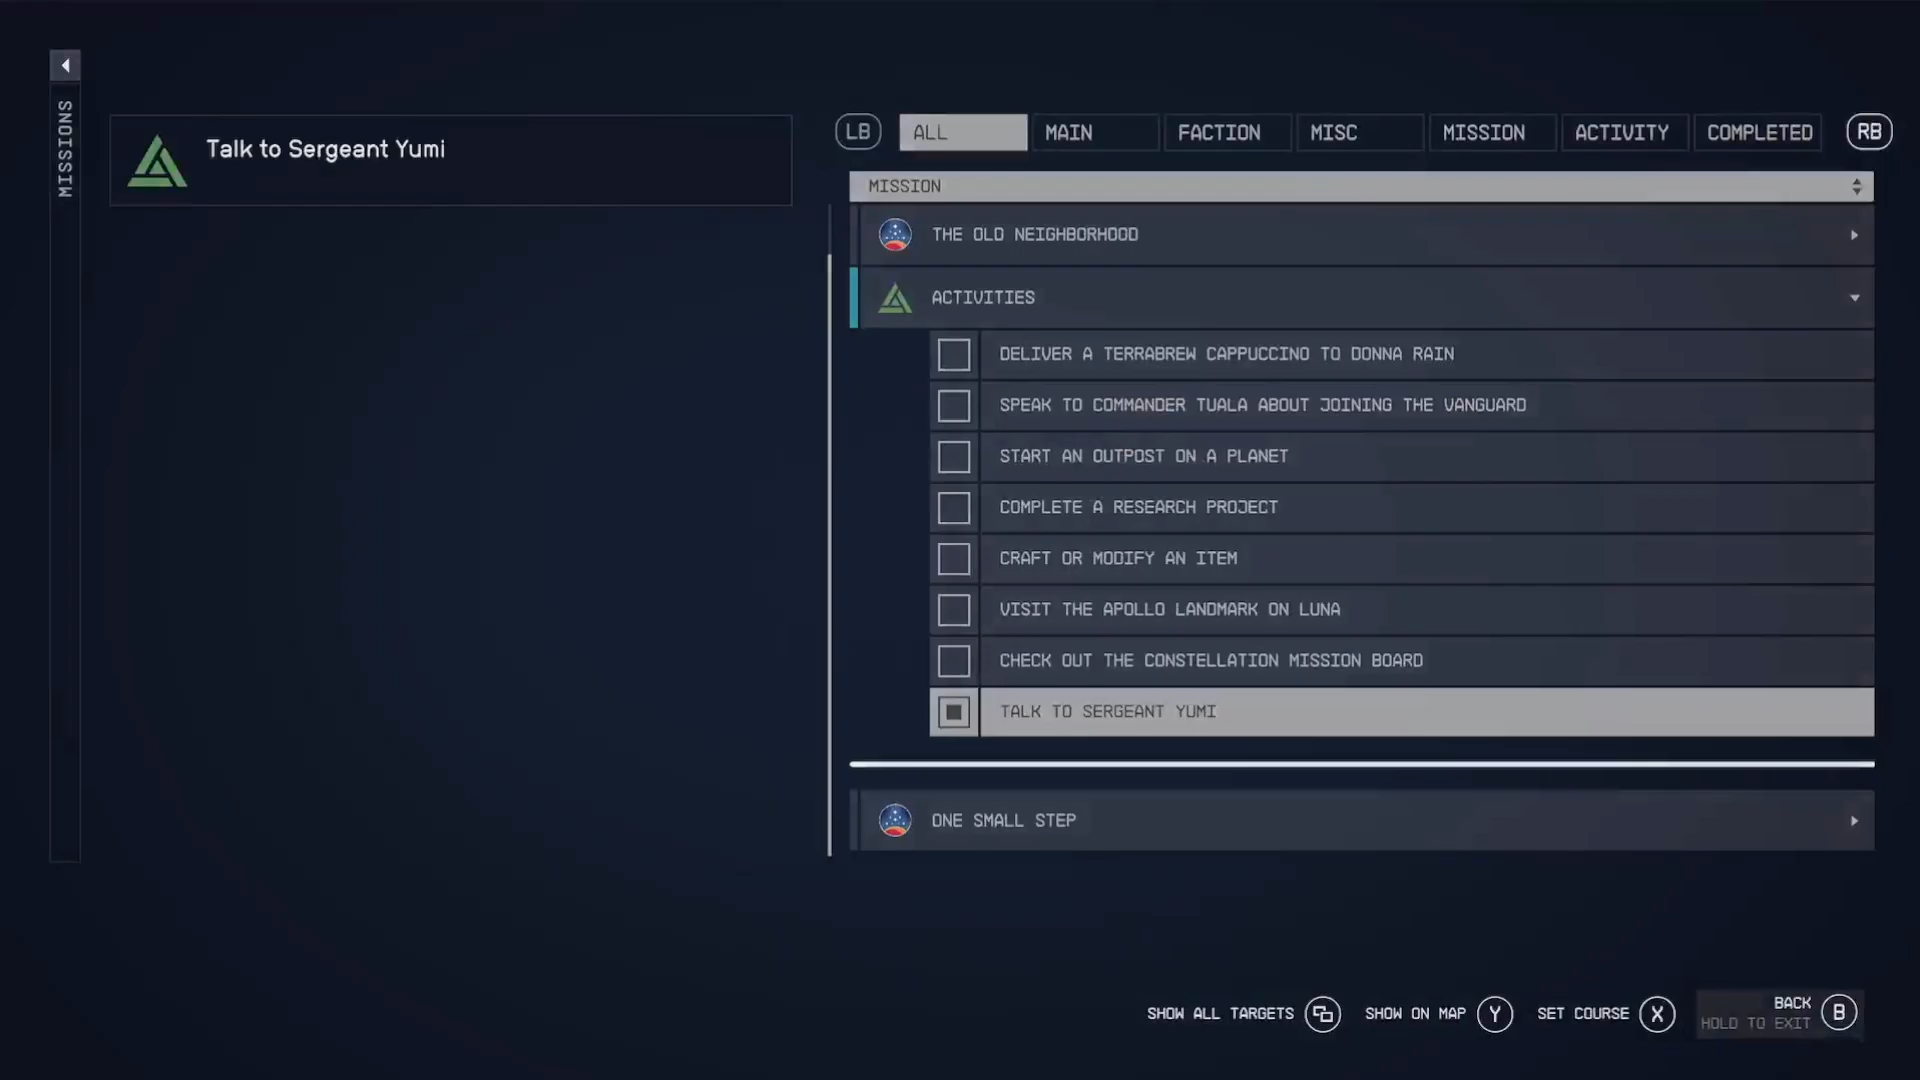 MISSIONS
Talk to Sergeant Yumi
LB
ALL
MAIN
FACTION
MISC
MISSION
ACTIVITY
COMPLETED
RB
MISSION
THE OLD NEIGHBORHOOD
ACTIVITIES
DELIVER A TERRABREW CAPPUCCINO TO DONNA RAIN
SPEAK TO COMMANDER TUALA ABOUT JOINING THE VANGUARD
START AN OUTPOST ON A PLANET
COMPLETE A RESEARCH PROJECT
CRAFT OR MODIFY AN ITEM
VISIT THE APOLLO LANDMARK ON LUNA
CHECK OUT THE CONSTELLATION MISSION BOARD
TALK TO SERGEANT YUMI
ONE SMALL STEP
SHOW ALL TARGETS
SHOW ON MAP Y
SET COURSE X
BACK B
HOLD TO EXIT